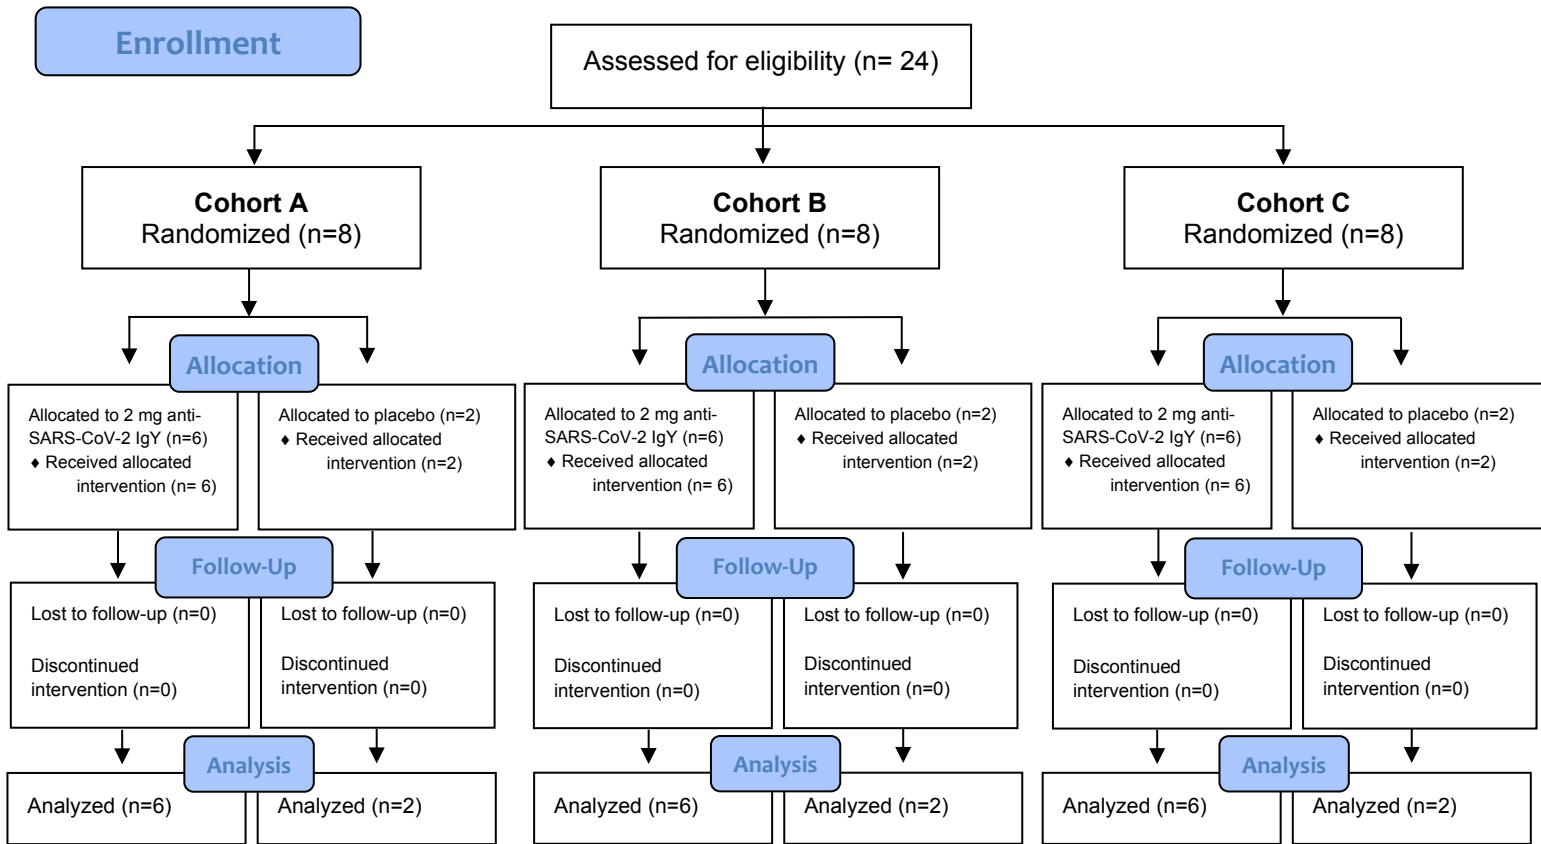 Enrollment
Assessed for eligibility (n= 24)
Cohort A
Randomized (n=8)
Cohort B
Randomized (n=8)
Cohort C
Randomized (n=8)
Allocation
Allocation
Allocation
Allocated to 2 mg anti-
SARS-CoV-2 IgY (n=6)
♦ Received allocated
intervention (n= 6)
Allocated to placebo (n=2)
♦ Received allocated
intervention (n=2)
Allocated to 2 mg anti-
SARS-CoV-2 IgY (n=6)
♦ Received allocated
intervention (n= 6)
Allocated to placebo (n=2)
♦ Received allocated
intervention (n=2)
Allocated to 2 mg anti-
SARS-CoV-2 IgY (n=6)
♦ Received allocated
intervention (n= 6)
Allocated to placebo (n=2)
♦ Received allocated
intervention (n=2)
Follow-Up
Follow-Up
Follow-Up
Lost to follow-up (n=0)
Discontinued
intervention (n=0)
Lost to follow-up (n=0)
Discontinued
intervention (n=0)
Lost to follow-up (n=0)
Discontinued
intervention (n=0)
Lost to follow-up (n=0)
Discontinued
intervention (n=0)
Lost to follow-up (n=0)
Discontinued
intervention (n=0)
Lost to follow-up (n=0)
Discontinued
intervention (n=0)
Analysis
Analysis
Analysis
Analyzed (n=6)
Analyzed (n=2)
Analyzed (n=6)
Analyzed (n=2)
Analyzed (n=6)
Analyzed (n=2)